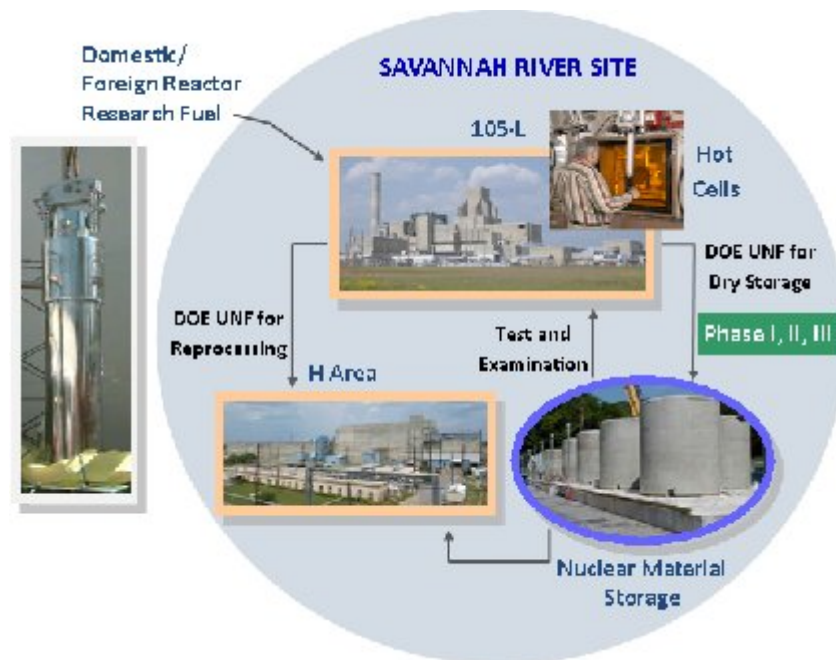 Domestic/
Foreign Reactor
Research Fuel
SAVANNAH RIVER SITE
105-L
Hot
Cells
DOE UNF for
Dry Storage
Phase I, II, III
DOE UNF for
Reprocessing
Test and
Examination
H Area
Nuclear Material
Storage